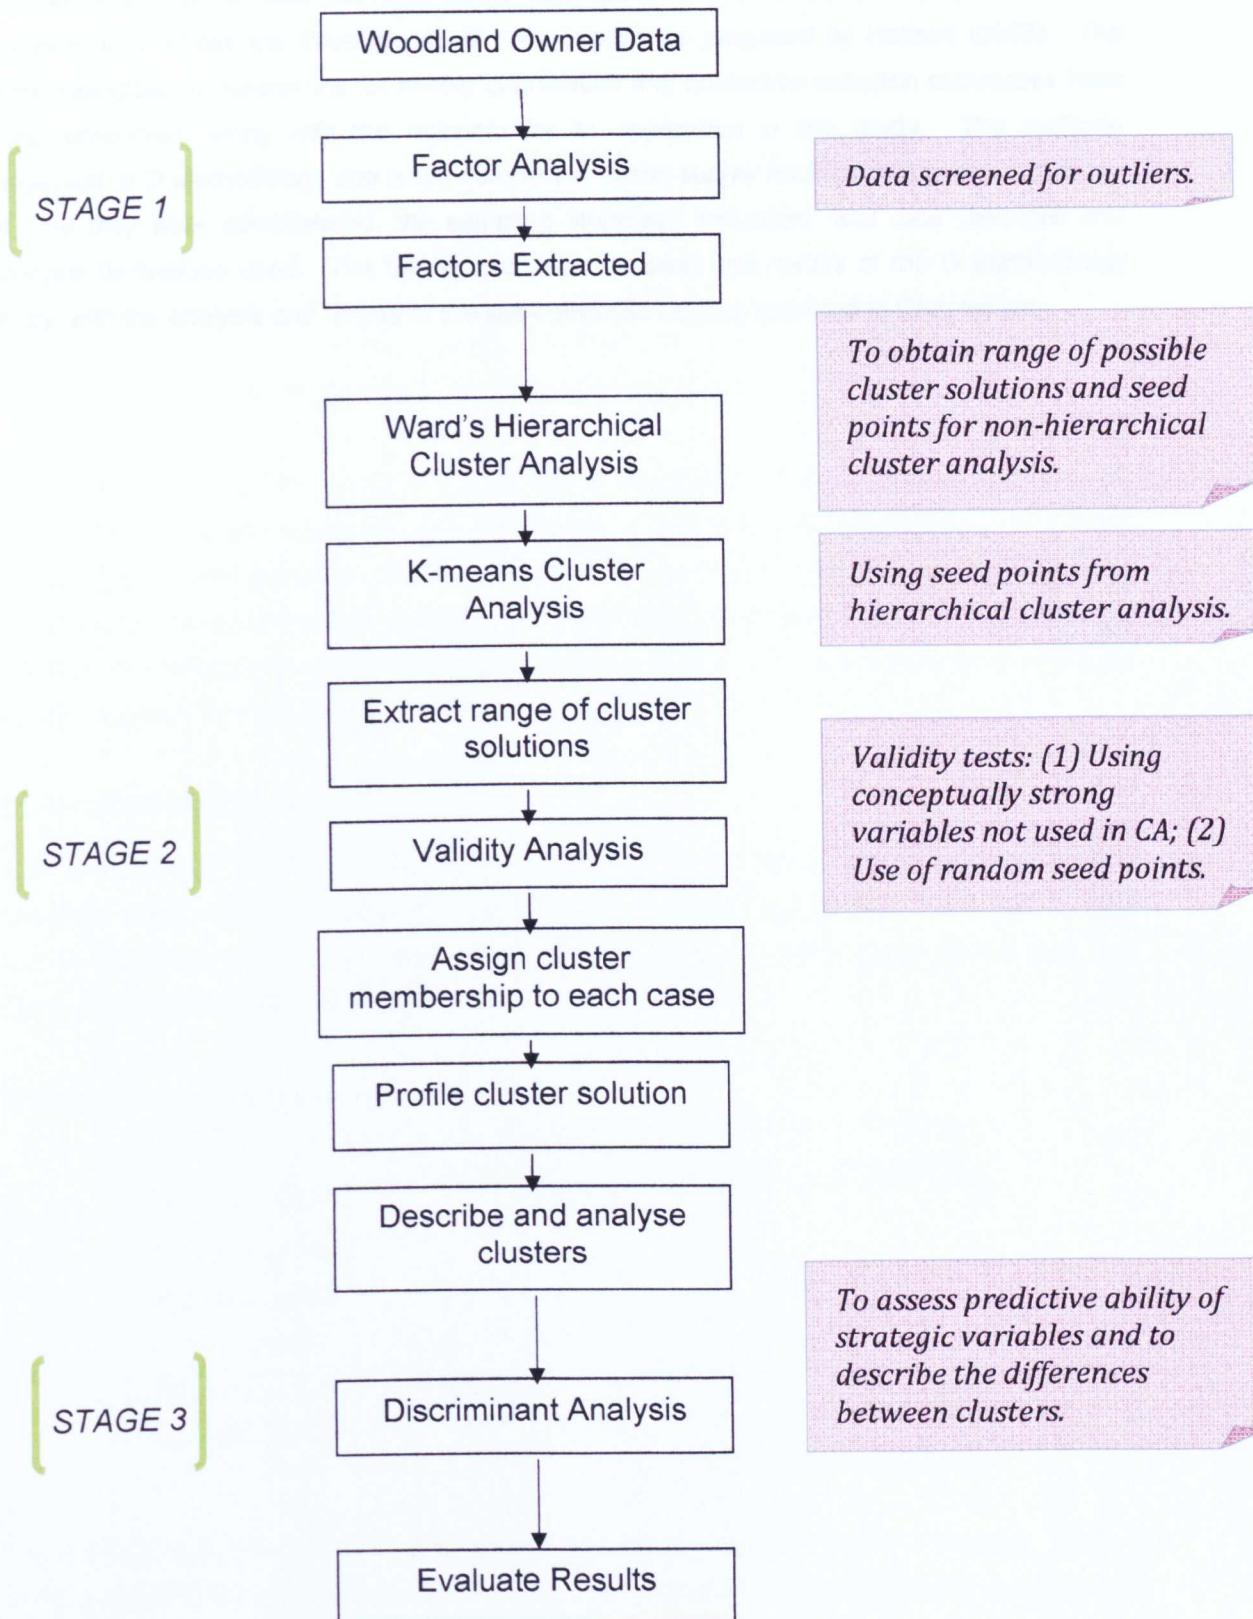 Woodland Owner Data
STAGE 1
Factor Analysis
Data screened for outliers.
Factors Extracted
Ward's Hierarchical
Cluster Analysis
To obtain range of possible
cluster solutions and seed
points for non-hierarchical
cluster analysis.
K-means Cluster
Analysis
Using seed points from
hierarchical cluster analysis.
Extract range of cluster
solutions
STAGE 2
Validity Analysis
Validity tests: (1) Using
conceptually strong
variables not used in CA; (2)
Use of random seed points.
Assign cluster
membership to each case
Profile cluster solution
Describe and analyse
clusters
STAGE 3
Discriminant Analysis
To assess predictive ability of
strategic variables and to
describe the differences
between clusters.
Evaluate Results